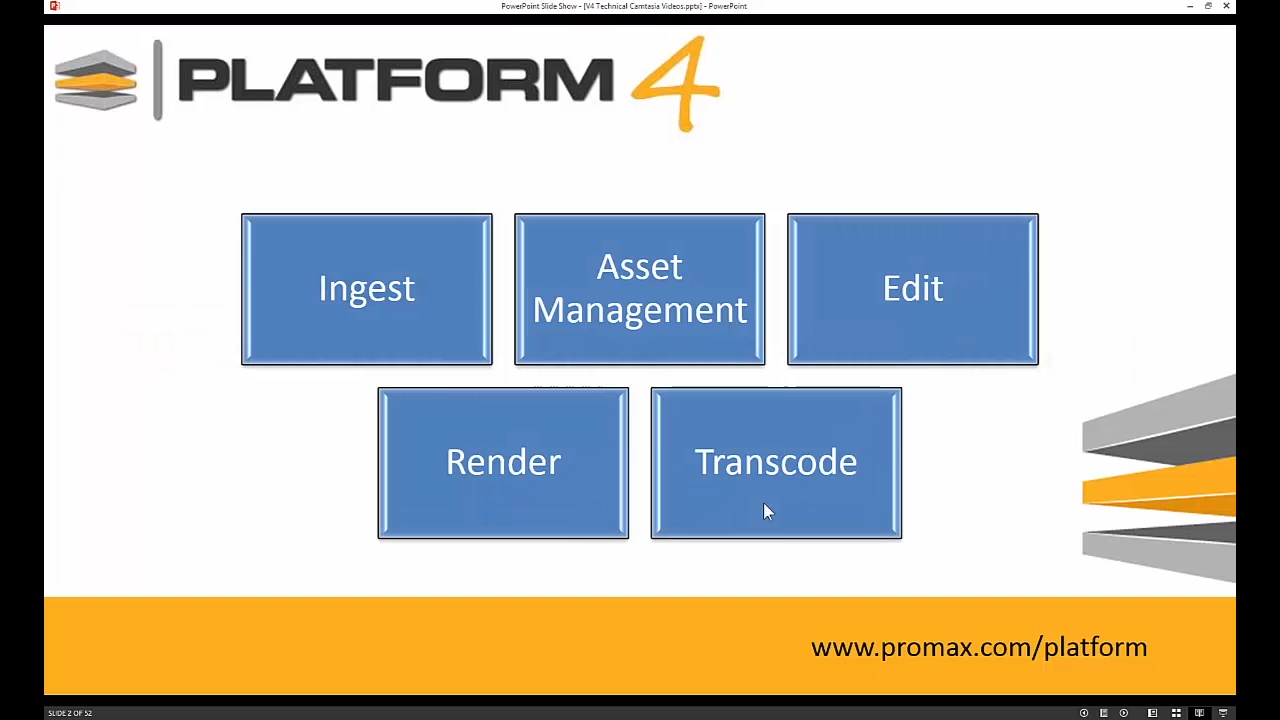 PowerPoint Slide Show - [V4 Technical Camtasia Videos.pptx] - PowerPoint
PLATFORM 4
Ingest
Asset
Management
Edit
Render
Transcode
www.promax.com/platform
SLIDE 2 OF 52